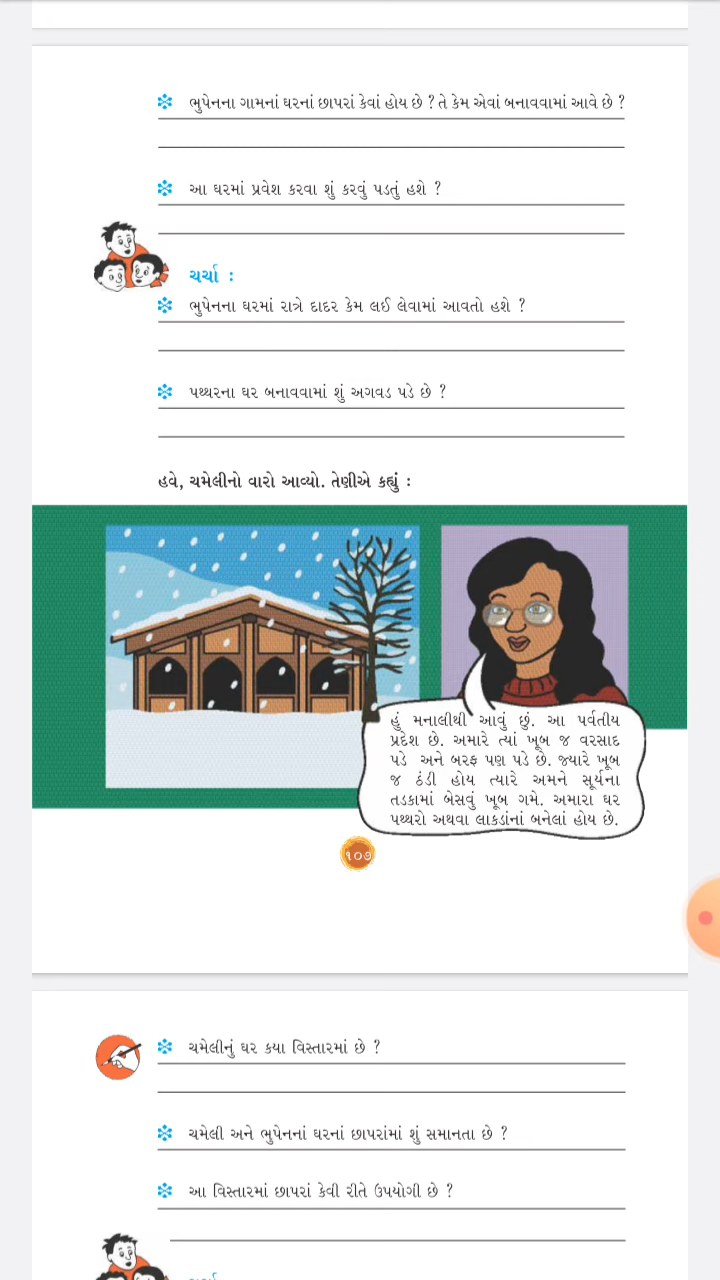 ભુપેનના ગામનાં ઘરનાં છાપરાં કેવાં હોય છે ? તે કેમ એવાં બનાવવામાં આવે છે ?
આ ઘરમાં પ્રવેશ કરવા શું કરવું પડતું હશે ?
ચર્ચા :
ભુપેનના ઘરમાં રાત્રે દાદર કેમ લઈ લેવામાં આવતો હશે ?
પથ્થરના ઘર બનાવવામાં શું અગવડ પડે છે ?
હવે, ચમેલીનો વારો આવ્યો. તેણીએ કહ્યું :
હું મનાલીથી આવું છું. આ પર્વતીય
પ્રદેશ છે. અમારે ત્યાં ખૂબ જ વરસાદ
પડે અને બરફ પણ પડે છે. જ્યારે ખૂબ
જ ઠંડી હોય ત્યારે અમને સૂર્યના
તડકામાં બેસવું ખૂબ ગમે. અમારા ઘર
પથ્થરો અથવા લાકડાંનાં બનેલાં હોય છે.
૧૦૭
ચમેલીનું ઘર કયા વિસ્તારમાં છે ?
ચમેલી અને ભુપેનનાં ઘરનાં છાપરાંમાં શું સમાનતા છે ?
આ વિસ્તારમાં છાપરાં કેવી રીતે ઉપયોગી છે ?